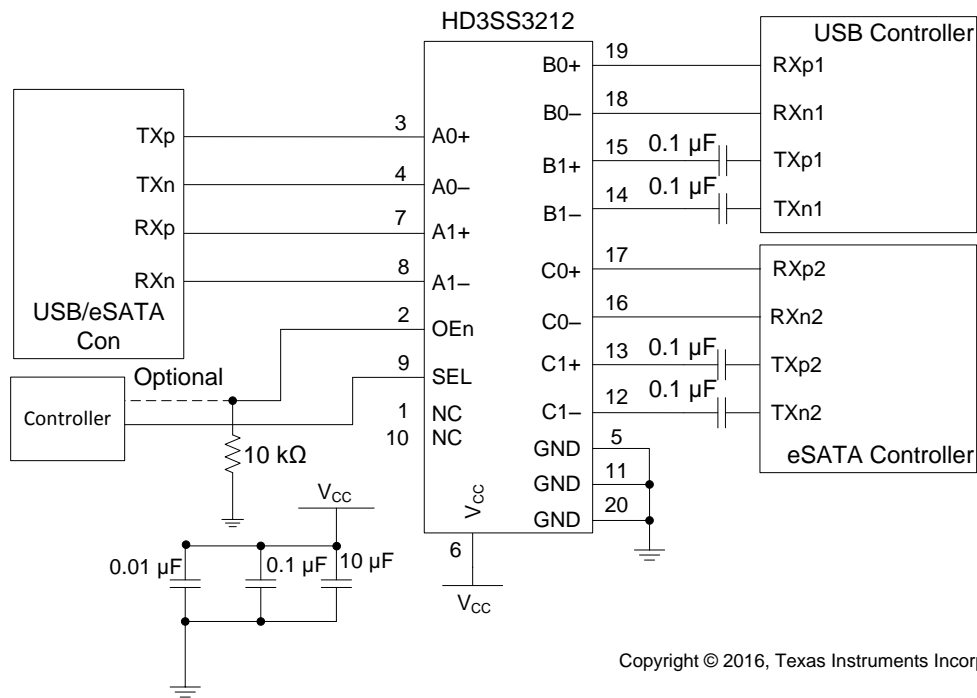 HD3SS3212
USB Controller
B0+
19
RXp1
B0–
18
RXn1
TXp
3
A0+
B1+
15
0.1 µF
TXp1
TXn
4
A0–
B1–
14
0.1 µF
TXn1
RXp
7
A1+
C0+
17
RXp2
RXn
8
A1–
C0–
16
RXn2
USB/eSATA
Con
2
OEn
C1+
13
0.1 µF
TXp2
Optional
9
SEL
C1–
12
0.1 µF
TXn2
Controller
1
NC
10
NC
GND
5
eSATA Controller
10 kΩ
GND
11
GND
20
VCC
VCC
6
0.01 µF
0.1 µF
10 µF
VCC
Copyright © 2016, Texas Instruments